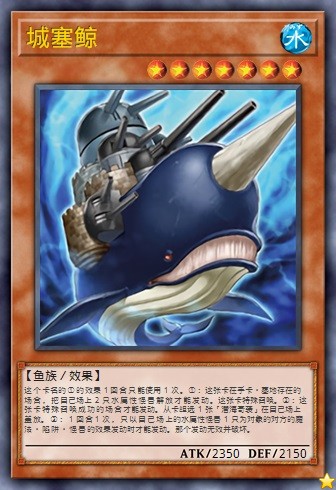 城塞鲸
水
【鱼族／效果】
这个卡名的①的效果1回合只能使用1次。①：这张卡在手卡·墓地存在的
场合，把自己场上2只水属性怪兽解放才能发动。这张卡特殊召唤。②：这
张卡特殊召唤成功的场合才能发动。从卡组选1张「潜海奇袭」在自己场上
盖放。③：1回合1次，只以自己场上的水属性怪兽1只为对象的对方的魔
法·陷阱·怪兽的效果发动时才能发动。那个发动无效并破坏。
ATK/2350 DEF/2150